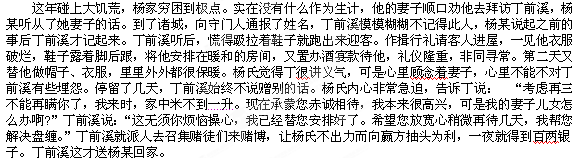 这年碰上大饥荒，杨家穷困到极点。实在没有什么作为生计，他的妻子顺口劝他去拜访丁前溪，杨
某听从了她妻子的话。到了诸城，向守门人通报了姓名，丁前溪模模糊糊不记得此人，杨某说起之前的
事后丁前溪才记起来。丁前溪听后，慌得趿拉着鞋子就跑出来迎客。作揖行礼请客人进屋，一见他衣服
破烂，鞋子露着脚后跟，将他安排在暖和的房间，又置办酒宴款待他，礼仪隆重，非同寻常。第二天又
替他做帽子、衣服，里里外外都很保暖。杨氏觉得丁很讲义气，可是心里顾念着妻子，心里不能不对丁
前溪有些埋怨。停留了几天，丁前溪始终不说赠别的话。杨氏内心非常急迫，告诉丁说： “考虑再三
不能再瞒你了，我来时，家中米不到一升。现在承蒙您赤诚相待，我本来很高兴，可是我的妻子儿女怎
么办啊？”丁前溪说：“这无须你烦恼操心，我已经替您安排好了。希望您放宽心稍微再待几天，我帮您
解决盘缠。”丁前溪就派人去召集赌徒们来赌博，让杨氏不出力而向赢方抽头为利，一夜就得到百两银
子。丁前溪这才送杨某回家。